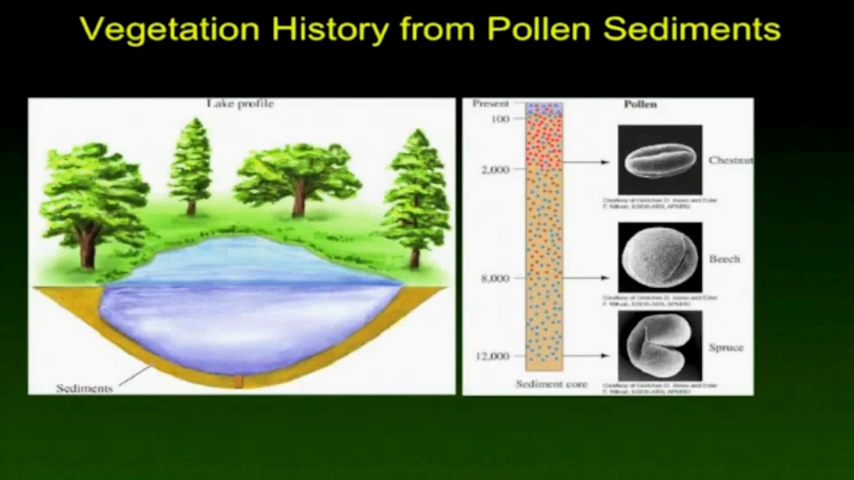 Vegetation History from Pollen Sediments
Lake profile
Sediments
Present
Pollen
100
Chestnut
2,000
8,000
Beech
12,000
Spruce
Sediment core